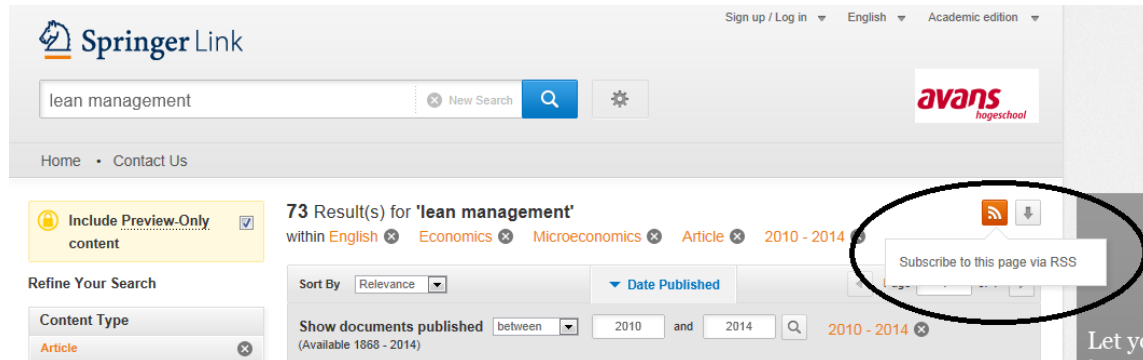 Sign up / Log in English Academic edition
Springer Link
lean management New Search
avans
hogeschool
Home • Contact Us
Include Preview-Only
content
73 Result(s) for 'lean management'
within English Economics Microeconomics Article 2010 - 2014
Subscribe to this page via RSS
Refine Your Search
Sort By Relevance Date Published
Content Type
Article
Show documents published between 2010 and 2014 2010 - 2014
(Available 1868 - 2014)
Let